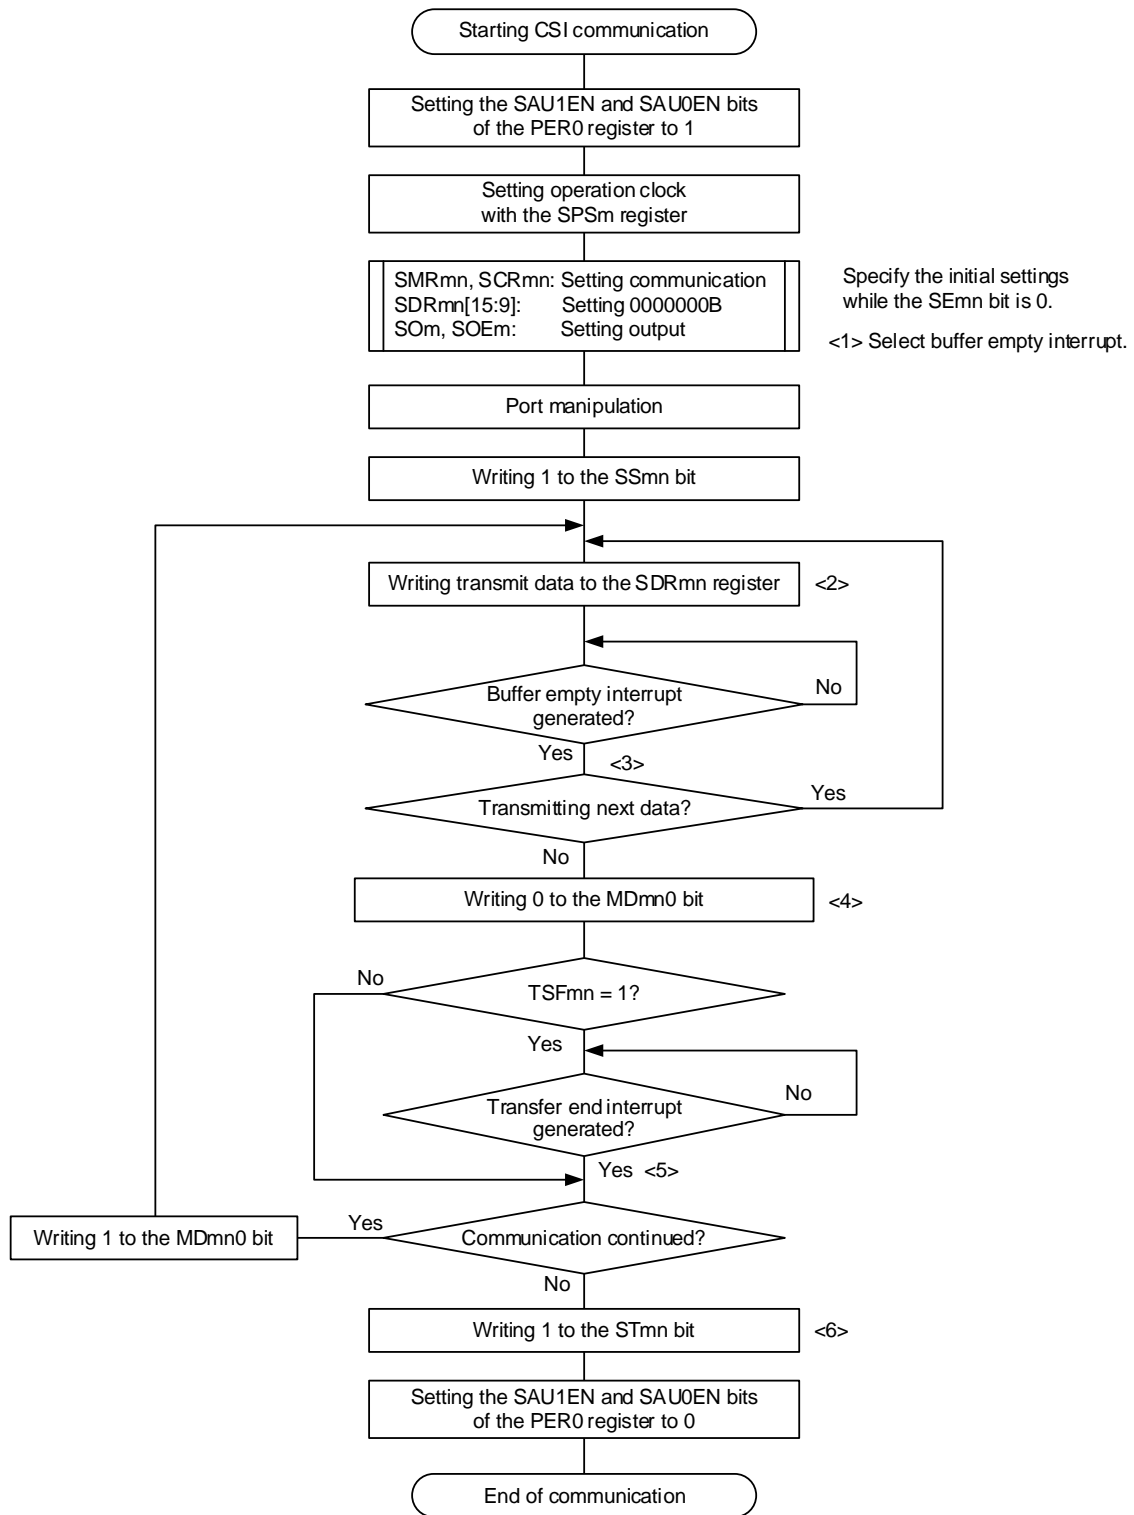 Starting CSI communication
Setting the SAU1EN and SAU0EN bits
of the PER0 register to 1
Setting operation clock
with the SPSm register
SMRmn, SCRmn: Setting communication
SDRmn[15:9]: Setting 0000000B
SOm, SOEm: Setting output
Specify the initial settings
while the SEmn bit is 0.
<1> Select buffer empty interrupt.
Port manipulation
Writing 1 to the SSmn bit
Writing transmit data to the SDRmn register <2>
Buffer empty interrupt
generated?
No
Yes
<3>
Transmitting next data?
Yes
No
Writing 0 to the MDmn0 bit <4>
No
TSFmn = 1?
Yes
Transfer end interrupt
generated?
No
Yes <5>
Writing 1 to the MDmn0 bit
Yes
Communication continued?
No
Writing 1 to the STmn bit <6>
Setting the SAU1EN and SAU0EN bits
of the PER0 register to 0
End of communication